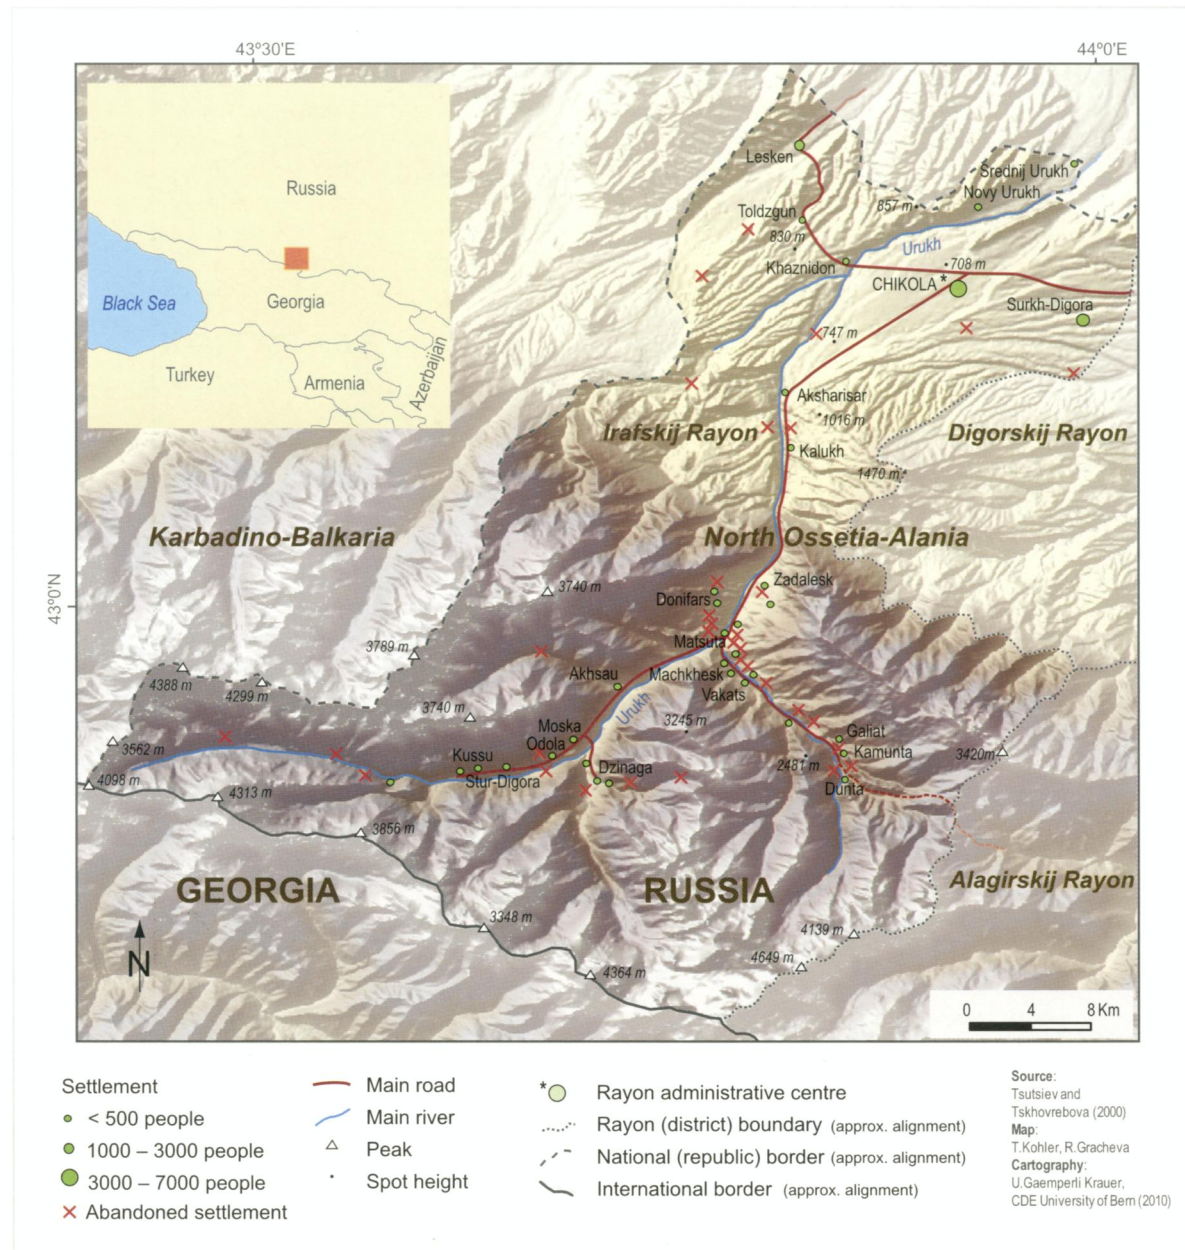 43°30'E
44°0'E
Russia
Black Sea
Georgia
Turkey
Armenia
Azerbaijan
Lesken
Srednij Urukh
Novy Urukh
857 m
Toldzgun
830 m
Urukh
Khaznidon
708 m
CHIKOLA *
Surkh-Digora
747 m
Aksharisar
1016 m
Irafskij Rayon
Digorskij Rayon
Kalukh
1470 m
Karbadino-Balkaria
North Ossetia-Alania
43°0'N
3740 m
Zadalesk
Donifars
Matsuta
3789 m
Akhsau
Machkhesk
Vakats
4388 m
4299 m
3740 m
Urukh
3245 m
Moska
Odola
Galiat
Kamunta
3562 m
3420m
Kussu
Stur-Digora
Dzinaga
2481 m
Dunta
4098 m
4313 m
3856 m
GEORGIA
RUSSIA
Alagirskij Rayon
3348 m
4139 m
4649 m
4364 m
N
0 4 8 Km
Settlement
< 500 people
1000 – 3000 people
3000 – 7000 people
Abandoned settlement
Main road
Main river
Peak
Spot height
* Rayon administrative centre
Rayon (district) boundary (approx. alignment)
National (republic) border (approx. alignment)
International border (approx. alignment)
Source:
Tsutsiev and
Tskhovrebova (2000)
Map:
T.Kohler, R.Gracheva
Cartography:
U.Gaemperli Krauer,
CDE University of Bern (2010)